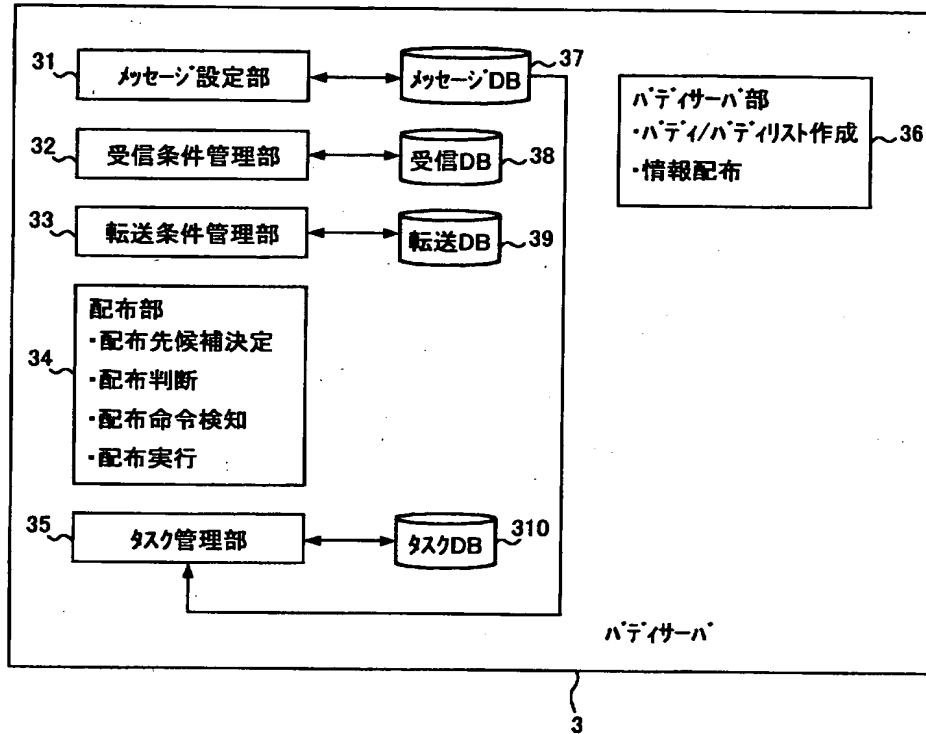 31
メッセージ設定部
メッセージDB
37
32
受信条件管理部
受信DB
38
33
転送条件管理部
転送DB
39
34
配布部
・配布先候補決定
・配布判断
・配布命令検知
・配布実行
35
タスク管理部
タスクDB
310
バディサーバ部
・バディ/バディリスト作成
・情報配布
36
バディサーバ
3